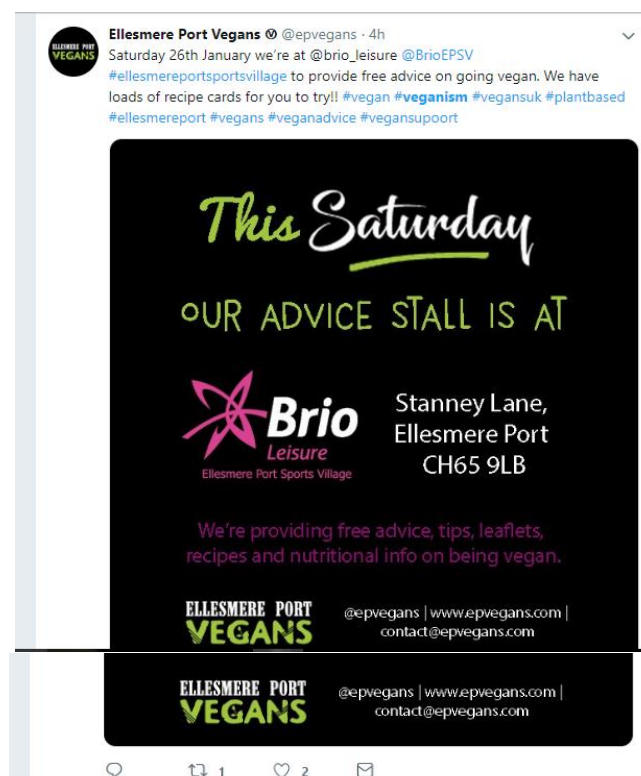 Ellesmere Port Vegans Ⓥ @epvegans · 4h
ELLESMERE PORT
VEGANS
Saturday 26th January we're at @brio_leisure @BrioEPSV
#ellesmereportsportsvillage to provide free advice on going vegan. We have
loads of recipe cards for you to try!! #vegan #veganism #vegansuk #plantbased
#ellesmereport #vegans #veganadvice #vegansupoort
This Saturday
OUR ADVICE STALL IS AT
Brio
Leisure
Ellesmere Port Sports Village
Stanney Lane,
Ellesmere Port
CH65 9LB
We're providing free advice, tips, leaflets,
recipes and nutritional info on being vegan.
ELLESMERE PORT
VEGANS
@epvegans | www.epvegans.com |
contact@epvegans.com
ELLESMERE PORT
VEGANS
@epvegans | www.epvegans.com |
contact@epvegans.com
1 2